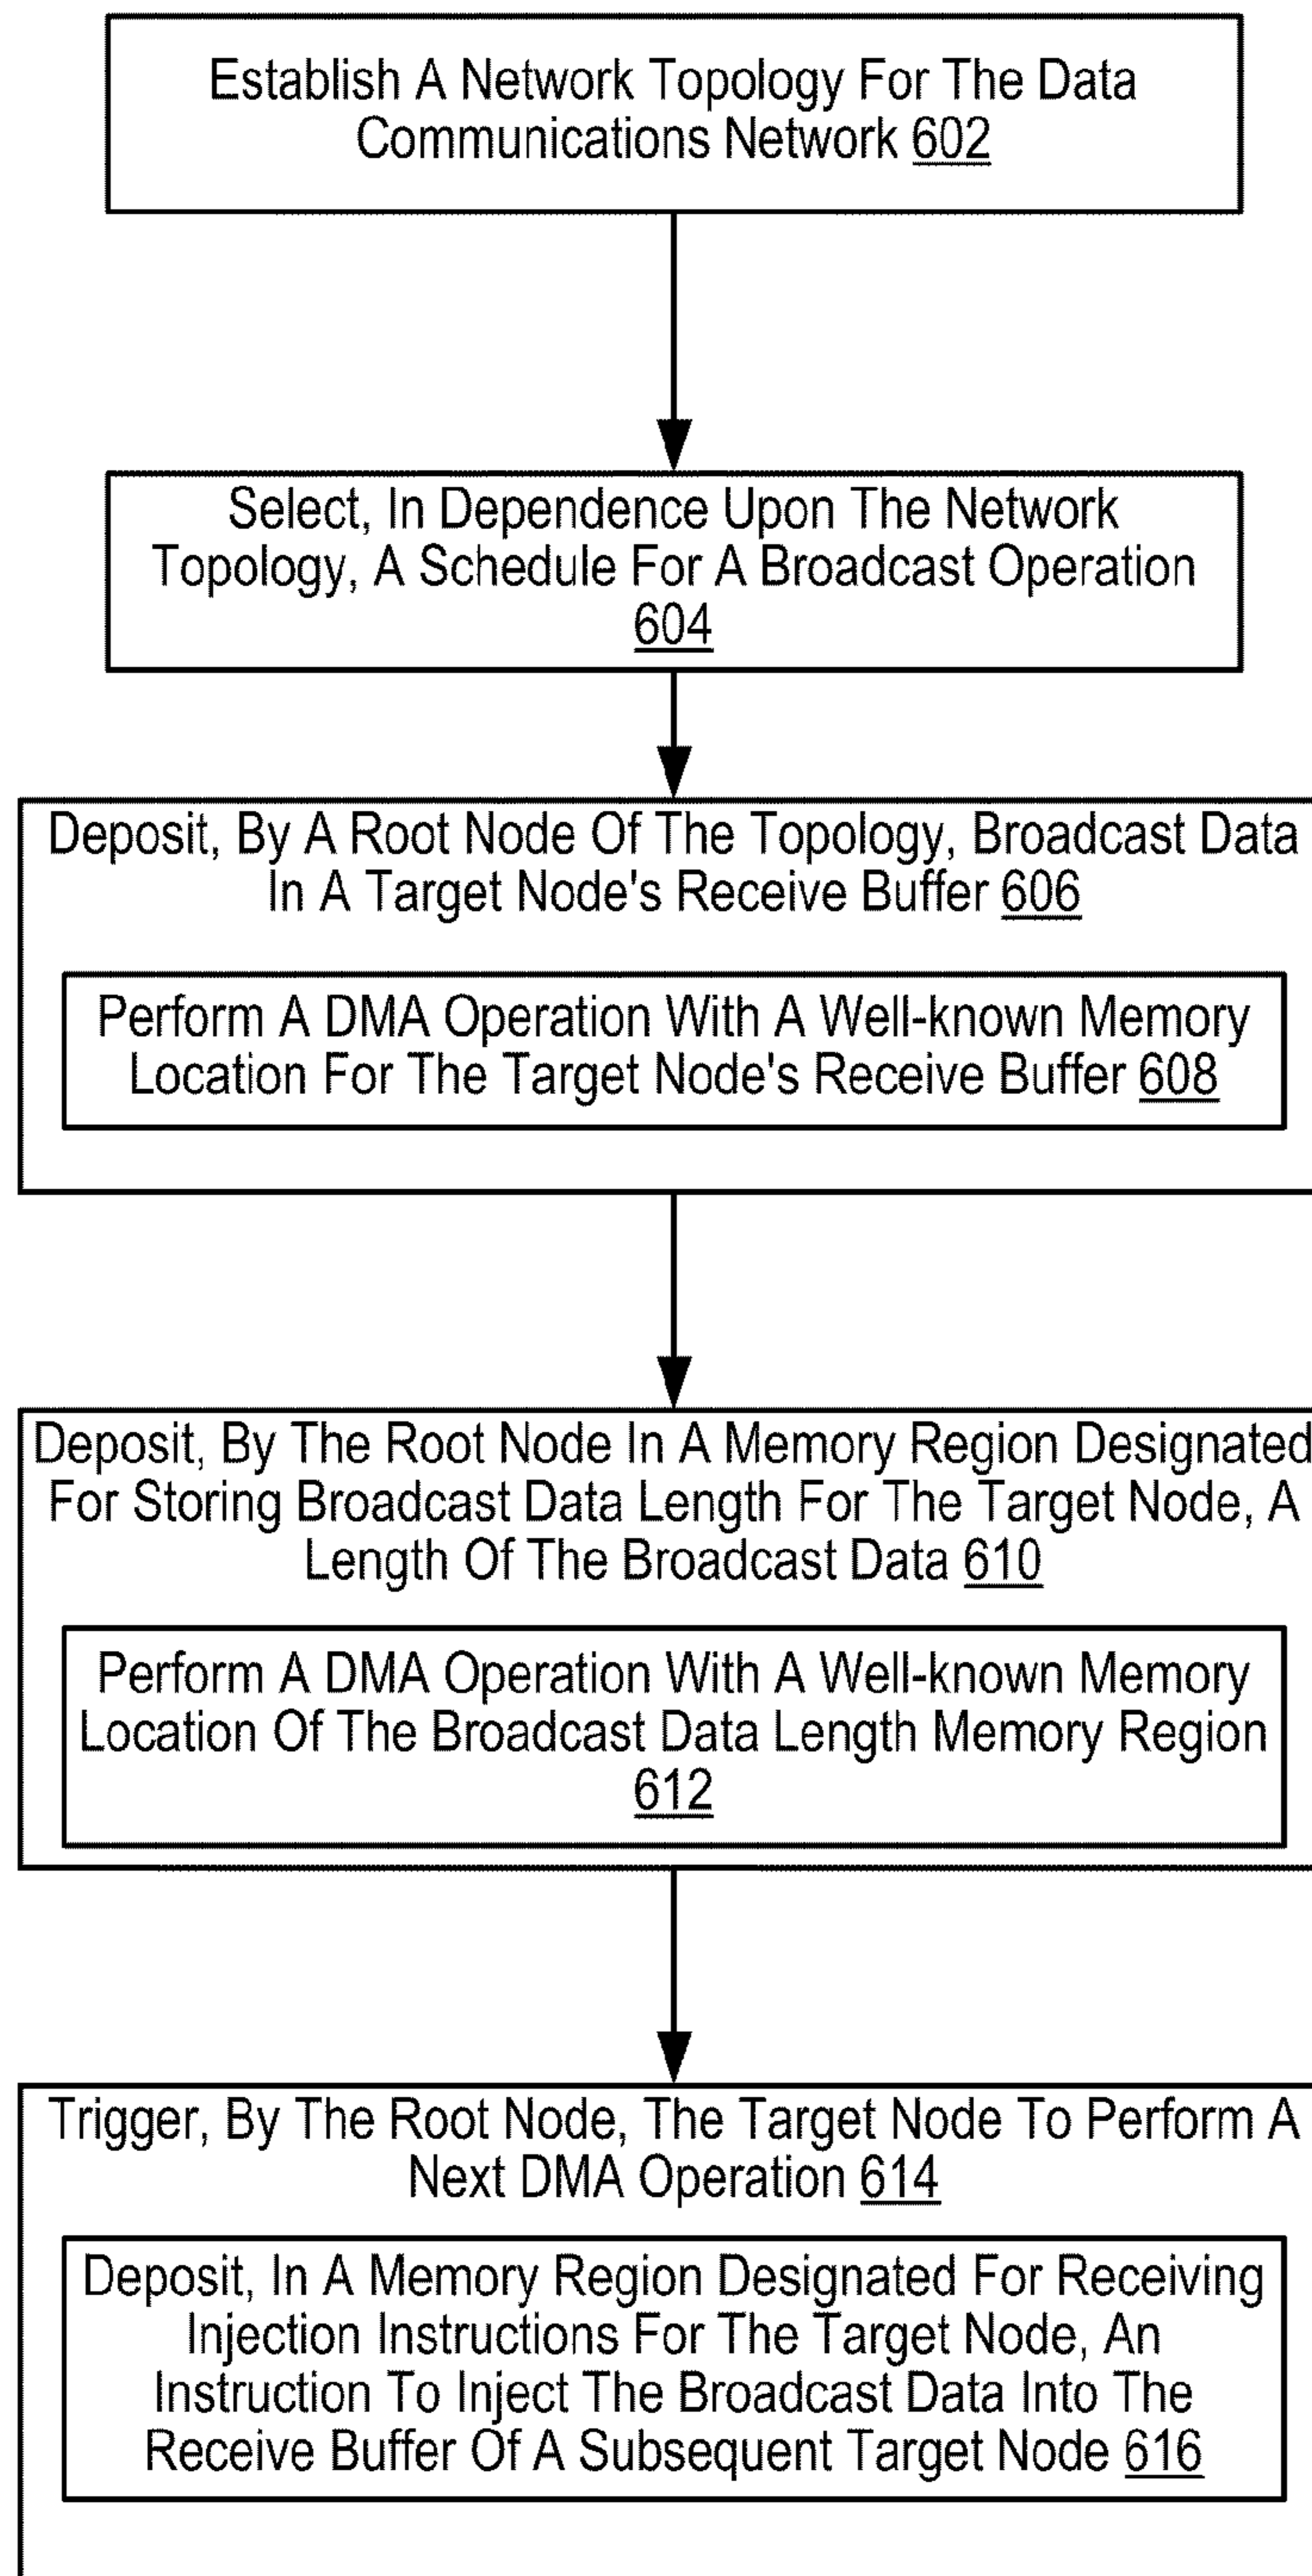 Establish A Network Topology For The Data
Communications Network 602
Select, In Dependence Upon The Network
Topology, A Schedule For A Broadcast Operation
604
Deposit, By A Root Node Of The Topology, Broadcast Data
In A Target Node's Receive Buffer 606
Perform A DMA Operation With A Well-known Memory
Location For The Target Node's Receive Buffer 608
Deposit, By The Root Node In A Memory Region Designated
For Storing Broadcast Data Length For The Target Node, A
Length Of The Broadcast Data 610
Perform A DMA Operation With A Well-known Memory
Location Of The Broadcast Data Length Memory Region
612
Trigger, By The Root Node, The Target Node To Perform A
Next DMA Operation 614
Deposit, In A Memory Region Designated For Receiving
Injection Instructions For The Target Node, An
Instruction To Inject The Broadcast Data Into The
Receive Buffer Of A Subsequent Target Node 616